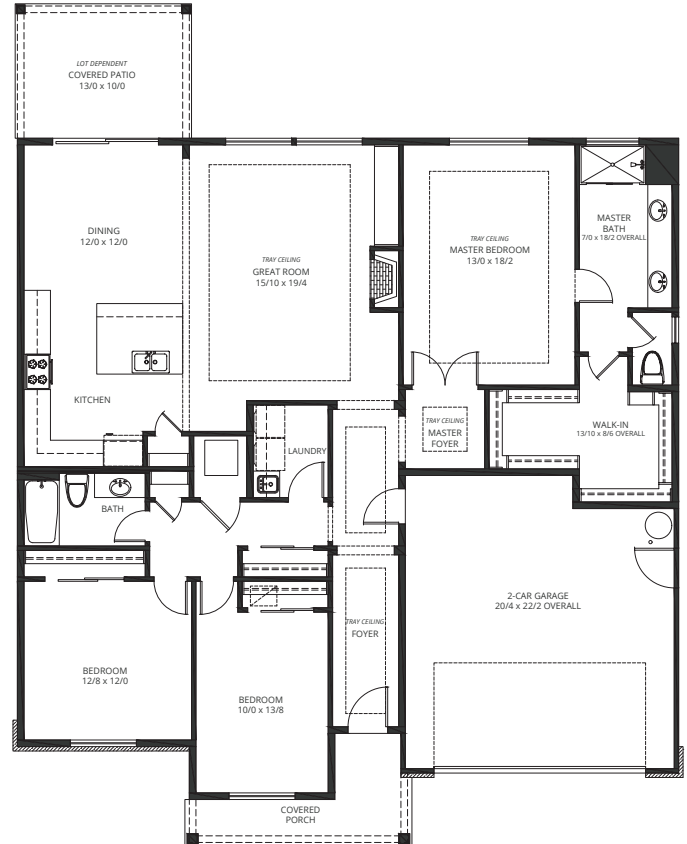 LOT DEPENDENT
COVERED PATIO
13/0 x 10/0
DINING
12/0 x 12/0
TRAY CEILING
GREAT ROOM
15/10 x 19/4
TRAY CEILING
MASTER BEDROOM
13/0 x 18/2
MASTER
BATH
7/0 x 18/2 OVERALL
KITCHEN
TRAY CEILING
MASTER
FOYER
WALK-IN
13/10 x 8/6 OVERALL
LAUNDRY
BATH
2-CAR GARAGE
20/4 x 22/2 OVERALL
TRAY CEILING
FOYER
BEDROOM
12/8 x 12/0
BEDROOM
10/0 x 13/8
COVERED
PORCH